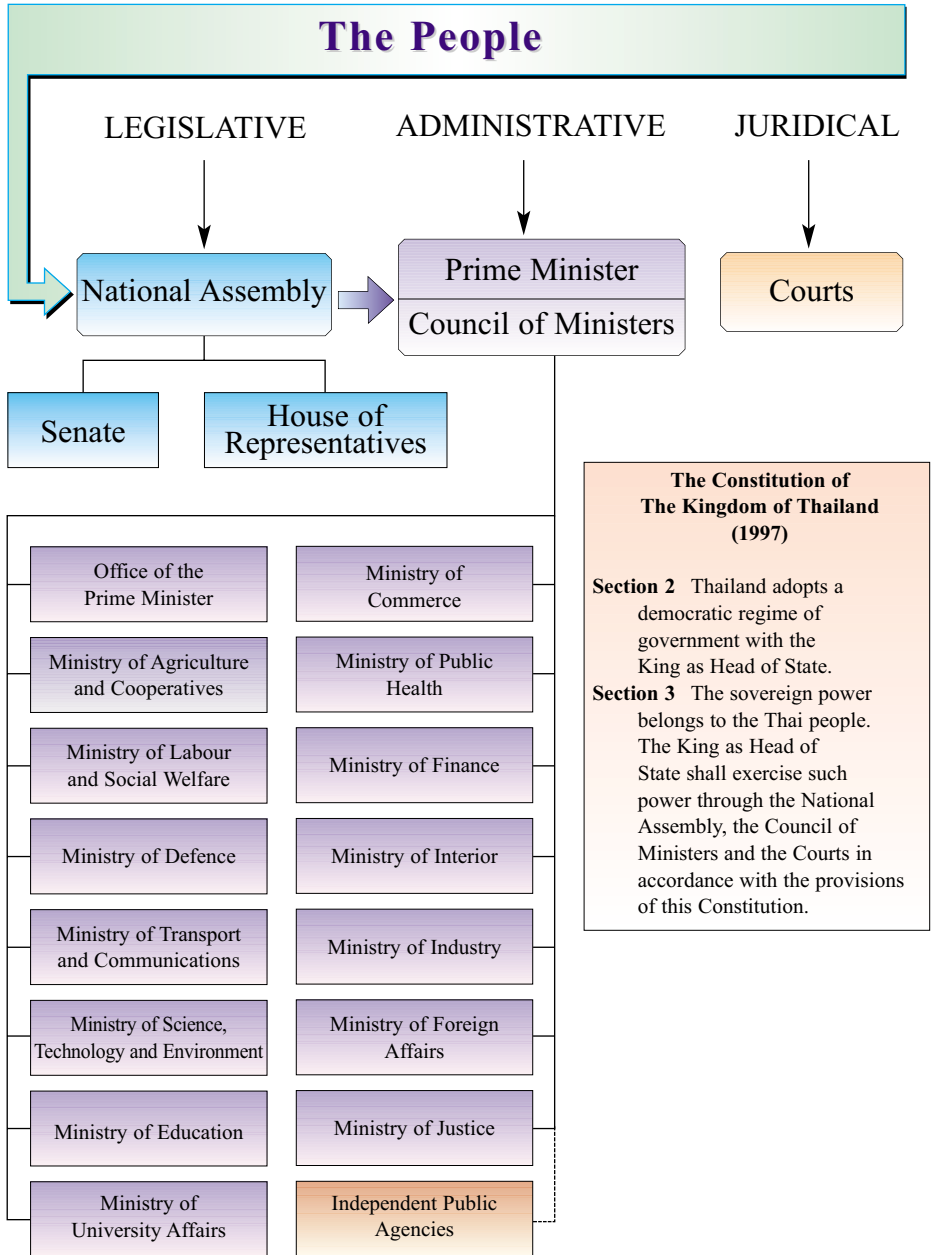 The People
LEGISLATIVE
ADMINISTRATIVE
JURIDICAL
National Assembly
Prime Minister
Council of Ministers
Courts
Senate
House of
Representatives
Office of the
Prime Minister
Ministry of Agriculture
and Cooperatives
Ministry of Labour
and Social Welfare
Ministry of Defence
Ministry of Transport
and Communications
Ministry of Science,
Technology and Environment
Ministry of Education
Ministry of
University Affairs
Ministry of
Commerce
Ministry of Public
Health
Ministry of Finance
Ministry of Interior
Ministry of Industry
Ministry of Foreign
Affairs
Ministry of Justice
Independent Public
Agencies
The Constitution of
The Kingdom of Thailand
(1997)
Section 2 Thailand adopts a
democratic regime of
government with the
King as Head of State.
Section 3 The sovereign power
belongs to the Thai people.
The King as Head of
State shall exercise such
power through the National
Assembly, the Council of
Ministers and the Courts in
accordance with the provisions
of this Constitution.